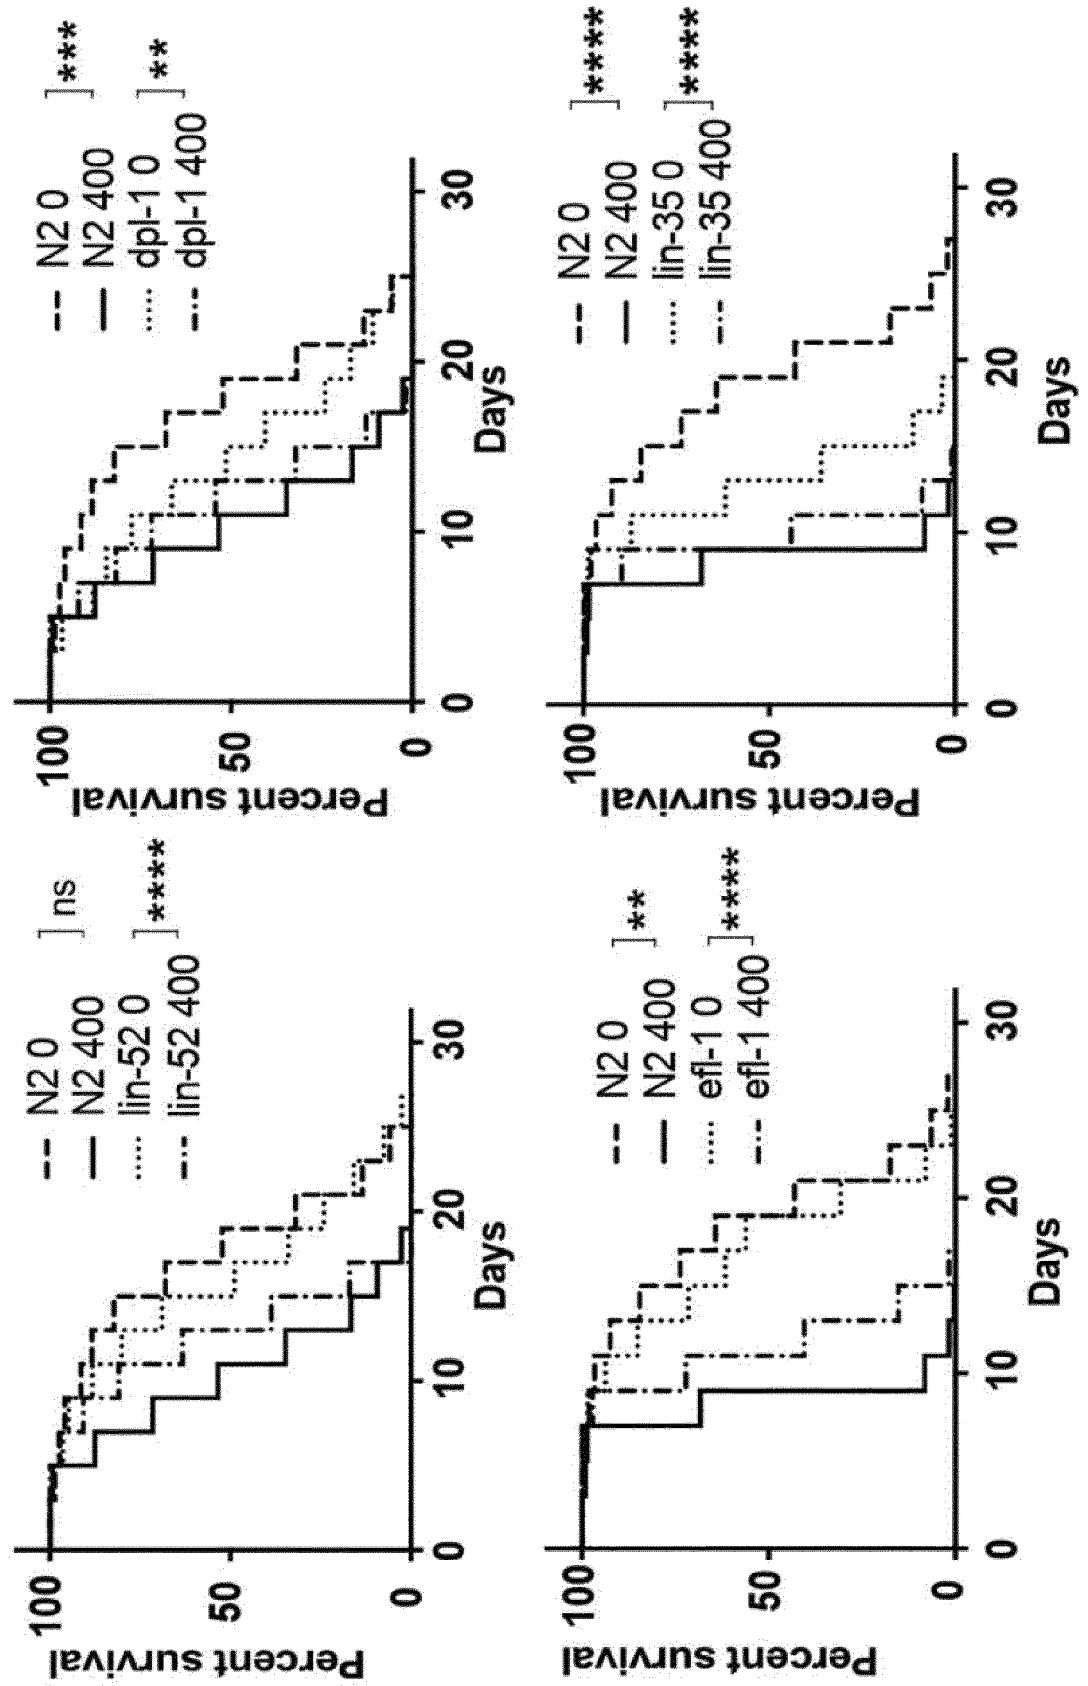 N2 0
N2 400
lin-52 0
lin-52 400
ns
****
Percent survival
100
50
0
0
10
20
30
Days
N2 0
N2 400
dpl-1 0
dpl-1 400
***
**
Percent survival
100
50
0
0
10
20
30
Days
N2 0
N2 400
efl-1 0
efl-1 400
**
****
Percent survival
100
50
0
0
10
20
30
Days
N2 0
N2 400
lin-35 0
lin-35 400
****
****
Percent survival
100
50
0
0
10
20
30
Days